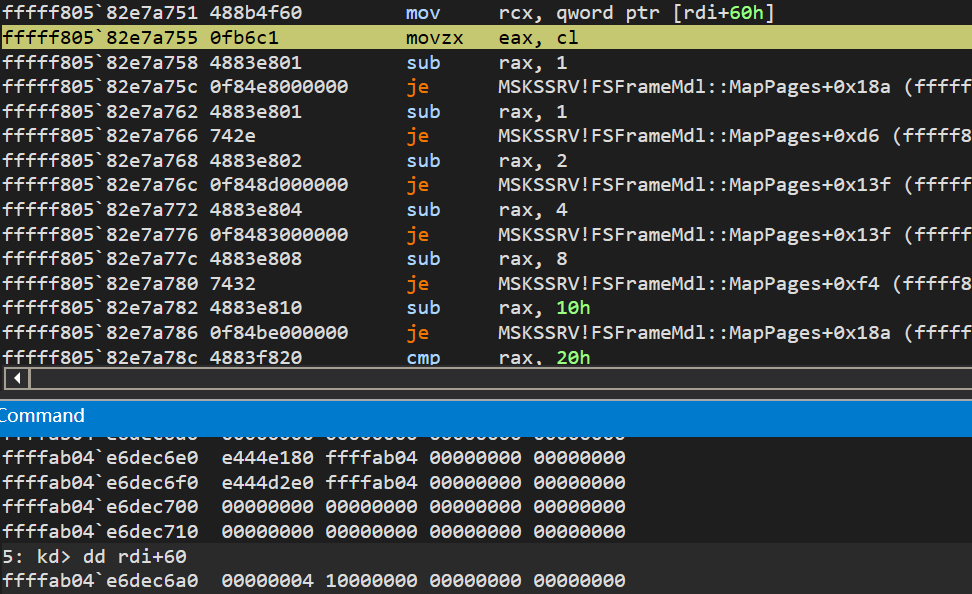 fffff805`82e7a751 488b4f60 mov rcx, qword ptr [rdi+60h]
fffff805`82e7a755 0fb6c1 movzx eax, cl
fffff805`82e7a758 4883e801 sub rax, 1
fffff805`82e7a75c 0f84e8000000 je MSKSSRV!FSFrameMdl::MapPages+0x18a (fffff
fffff805`82e7a762 4883e801 sub rax, 1
fffff805`82e7a766 742e je MSKSSRV!FSFrameMdl::MapPages+0xd6 (fffff8
fffff805`82e7a768 4883e802 sub rax, 2
fffff805`82e7a76c 0f848d000000 je MSKSSRV!FSFrameMdl::MapPages+0x13f (fffff
fffff805`82e7a772 4883e804 sub rax, 4
fffff805`82e7a776 0f8483000000 je MSKSSRV!FSFrameMdl::MapPages+0x13f (fffff
fffff805`82e7a77c 4883e808 sub rax, 8
fffff805`82e7a780 7432 je MSKSSRV!FSFrameMdl::MapPages+0xf4 (fffff8
fffff805`82e7a782 4883e810 sub rax, 10h
fffff805`82e7a786 0f84be000000 je MSKSSRV!FSFrameMdl::MapPages+0x18a (fffff
fffff805`82e7a78c 4883f820 cmp rax, 20h
Command
ffffab04`e6dec6e0 e444e180 ffffab04 00000000 00000000
ffffab04`e6dec6f0 e444d2e0 ffffab04 00000000 00000000
ffffab04`e6dec700 00000000 00000000 00000000 00000000
ffffab04`e6dec710 00000000 00000000 00000000 00000000
5: kd> dd rdi+60
ffffab04`e6dec6a0 00000004 10000000 00000000 00000000